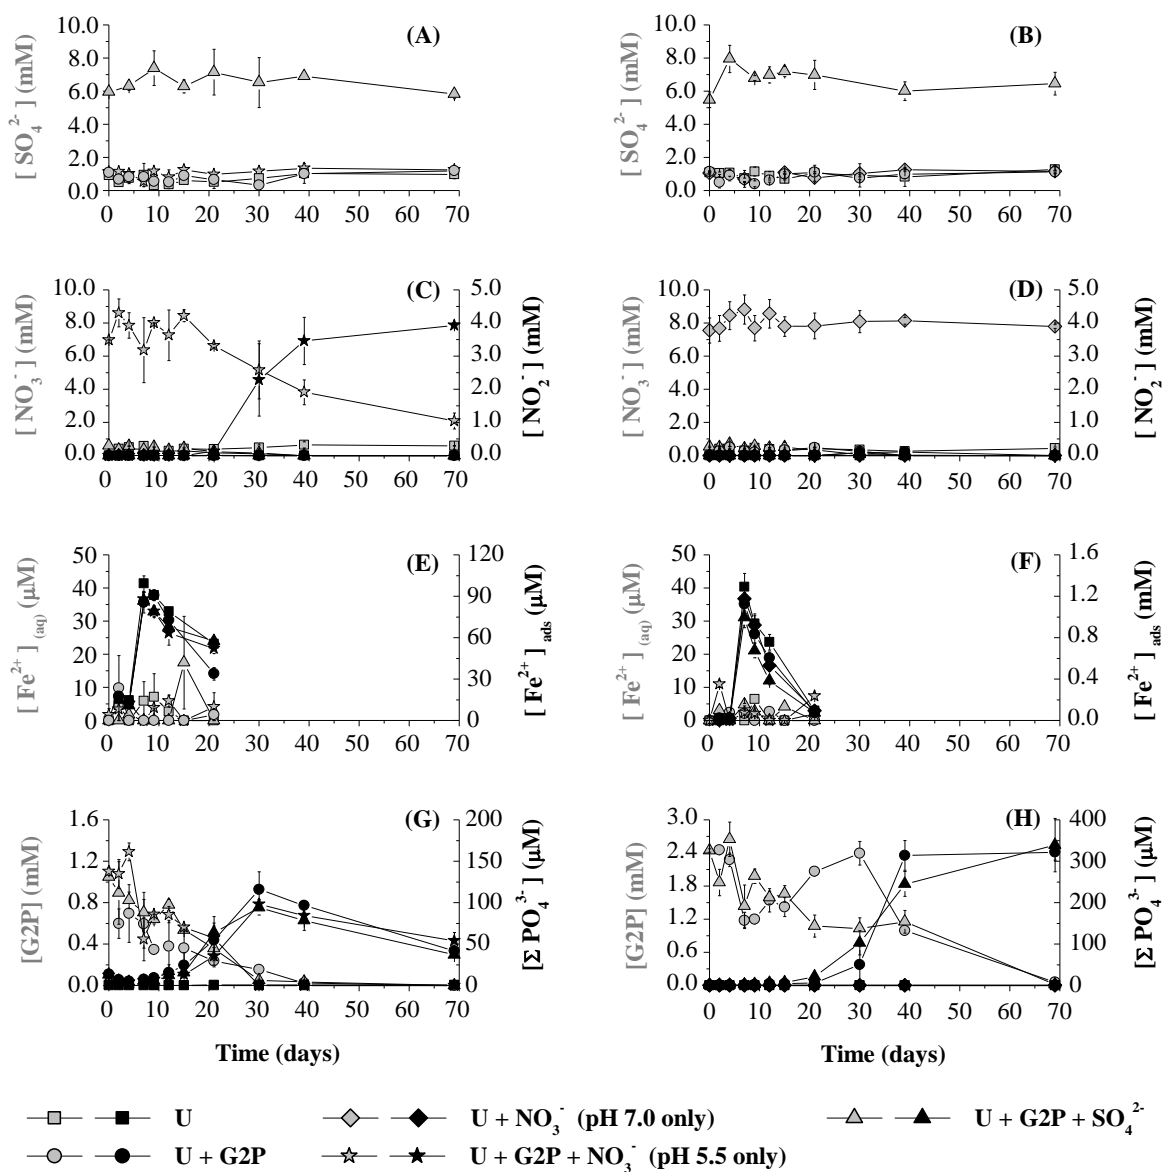 (A)
[ SO₄²⁻ ] (mM)
10.0
8.0
6.0
4.0
2.0
0.0
0 10 20 30 40 50 60 70
(B)
[ SO₄²⁻ ] (mM)
10.0
8.0
6.0
4.0
2.0
0.0
0 10 20 30 40 50 60 70
(C)
[ NO₃⁻ ] (mM)
10.0
8.0
6.0
4.0
2.0
0.0
5.0
4.0
3.0
2.0
1.0
0.0
[ NO₂⁻ ] (mM)
0 10 20 30 40 50 60 70
(D)
[ NO₃⁻ ] (mM)
10.0
8.0
6.0
4.0
2.0
0.0
5.0
4.0
3.0
2.0
1.0
0.0
[ NO₂⁻ ] (mM)
0 10 20 30 40 50 60 70
(E)
[ Fe²⁺ ] (aq) (μM)
50
40
30
20
10
0
120
90
60
30
0
[ Fe²⁺ ] ads (μM)
0 10 20 30 40 50 60 70
(F)
[ Fe²⁺ ] (aq) (μM)
50
40
30
20
10
0
1.6
1.2
0.8
0.4
0.0
[ Fe²⁺ ] ads (mM)
0 10 20 30 40 50 60 70
(G)
[G2P] (mM)
1.6
1.2
0.8
0.4
0.0
200
150
100
50
0
[Σ PO₄³⁻] (μM)
0 10 20 30 40 50 60 70
Time (days)
(H)
[G2P] (mM)
3.0
2.4
1.8
1.2
0.6
0.0
400
300
200
100
0
[Σ PO₄³⁻] (μM)
0 10 20 30 40 50 60 70
Time (days)
U
U + NO₃⁻ (pH 7.0 only)
U + G2P + SO₄²⁻
U + G2P
U + G2P + NO₃⁻ (pH 5.5 only)